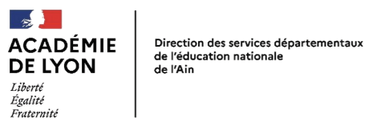 ACADÉMIE
DE LYON
Liberté
Égalité
Fraternité
Direction des services départementaux
de l'éducation nationale
de l'Ain